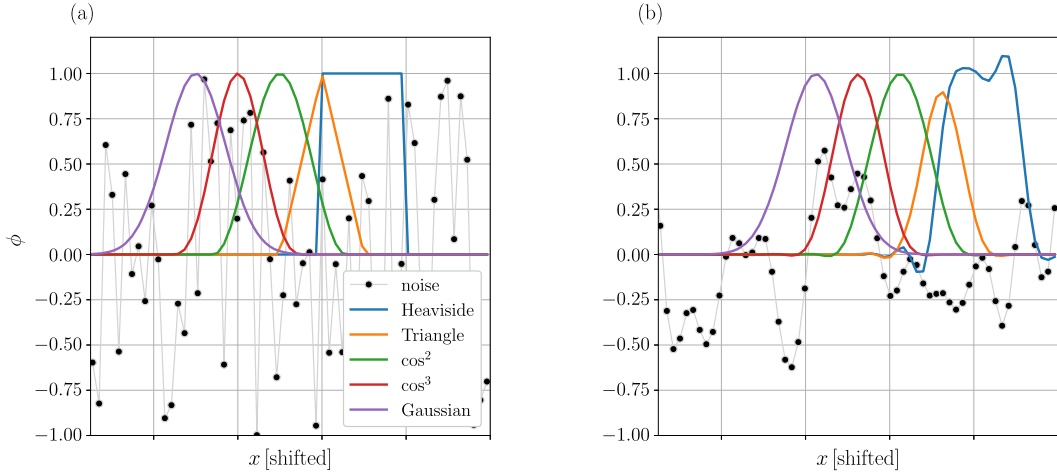 (a)
(b)
1.00
0.75
0.50
0.25
0.00
−0.25
−0.50
−0.75
−1.00
ϕ
noise
Heaviside
Triangle
cos²
cos³
Gaussian
x [shifted]
1.00
0.75
0.50
0.25
0.00
−0.25
−0.50
−0.75
−1.00
x [shifted]